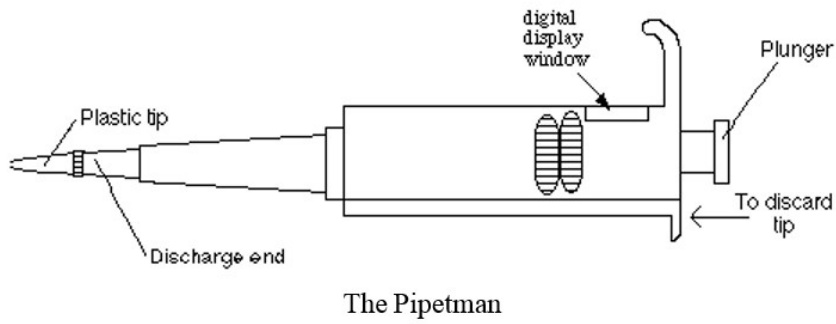 digital
display
window
Plunger
Plastic tip
To discard
tip
Discharge end
The Pipetman